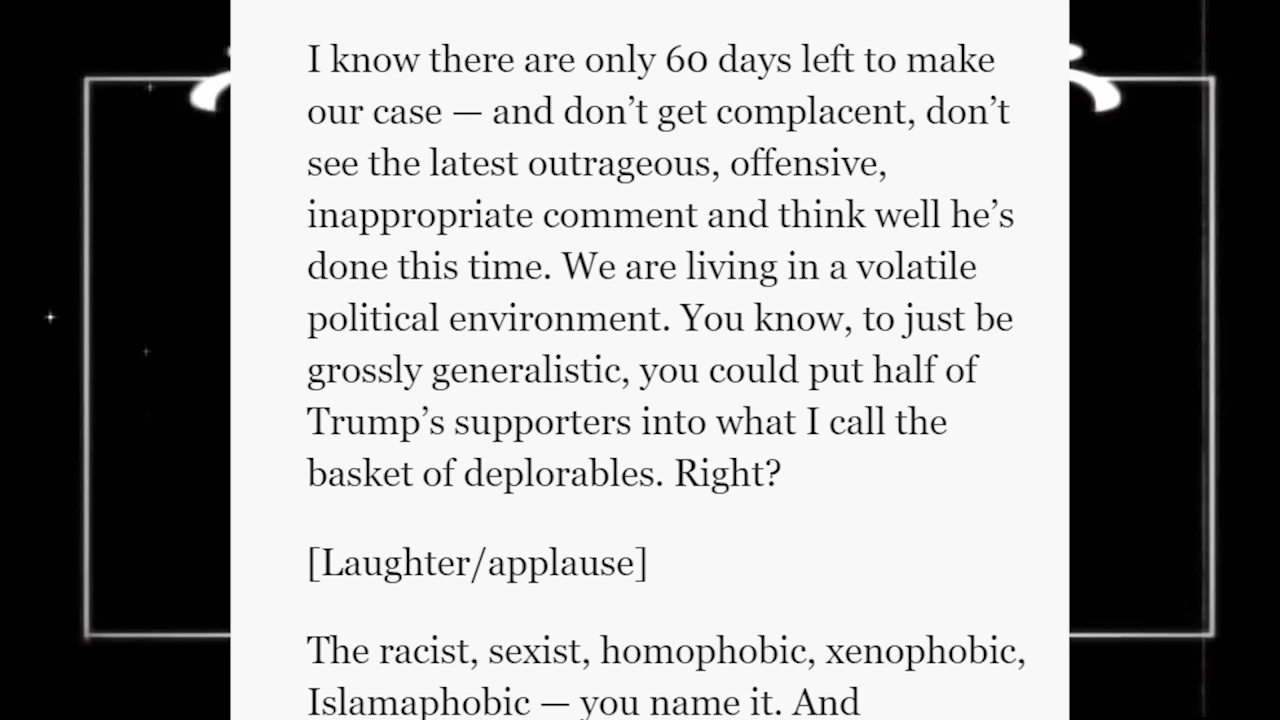 I know there are only 60 days left to make
our case — and don’t get complacent, don’t
see the latest outrageous, offensive,
inappropriate comment and think well he’s
done this time. We are living in a volatile
political environment. You know, to just be
grossly generalistic, you could put half of
Trump’s supporters into what I call the
basket of deplorables. Right?
[Laughter/applause]
The racist, sexist, homophobic, xenophobic,
Islamaphobic — you name it. And